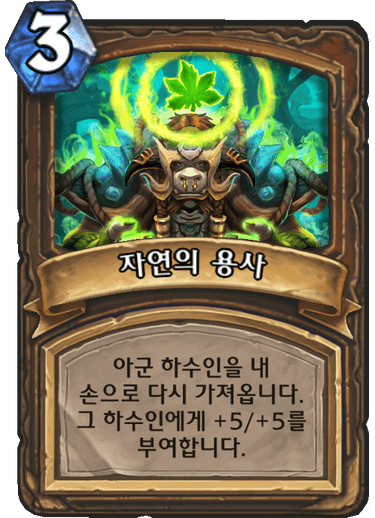 3
자연의 용사
아군 하수인을 내
손으로 다시 가져옵니다.
그 하수인에게 +5/+5를
부여합니다.